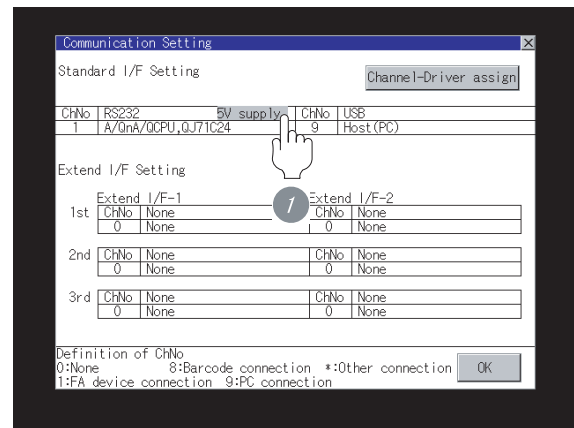 Communication Setting
Standard I/F Setting
Channel-Driver assign
ChNo RS232 5V supply ChNo USB
1 A/QnA/QCPU,QJ71C24 9 Host(PC)
Extend I/F Setting
1
Extend I/F-1 Extend I/F-2
1st ChNo None ChNo None
0 None 0 None
2nd ChNo None ChNo None
0 None 0 None
3rd ChNo None ChNo None
0 None 0 None
Definition of ChNo
0:None 8:Barcode connection *:Other connection OK
1:FA device connection 9:PC connection